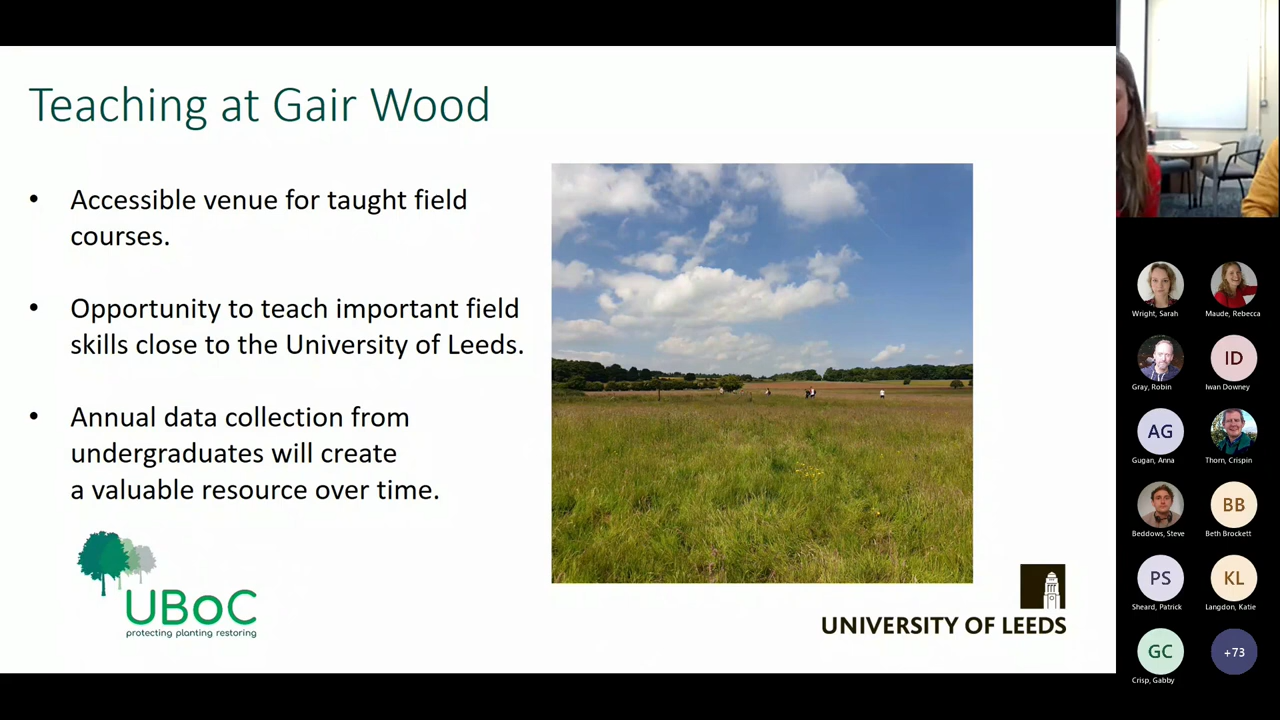 Teaching at Gair Wood
• Accessible venue for taught field
courses.
• Opportunity to teach important field
skills close to the University of Leeds.
• Annual data collection from
undergraduates will create
a valuable resource over time.
UBoC
protecting planting restoring
UNIVERSITY OF LEEDS
Wright, Sarah
Maude, Rebecca
Gray, Robin
ID
Iwan Downey
AG
Gugan, Anna
Thorn, Crispin
Beddows, Steve
BB
Beth Brockett
PS
Sheard, Patrick
KL
Langdon, Katie
GC
Crisp, Gabby
+73